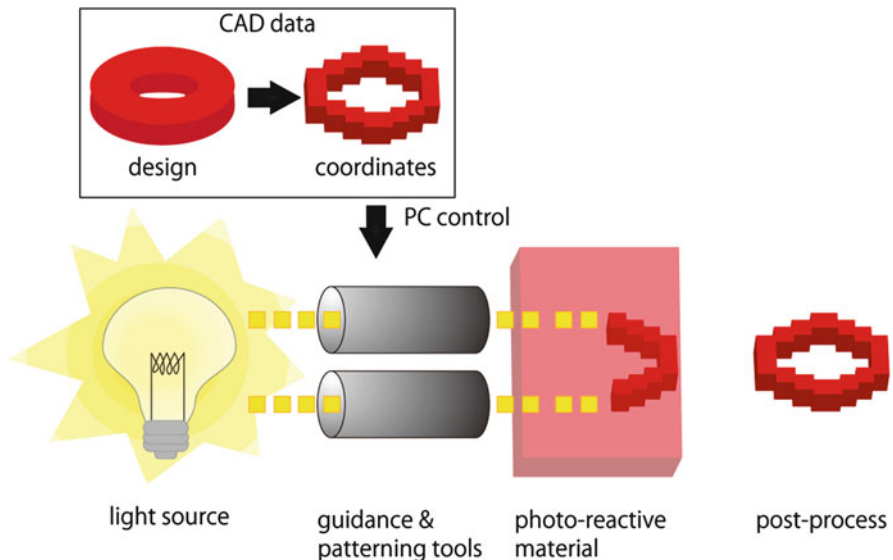 CAD data
design
coordinates
PC control
light source
guidance &
patterning tools
photo-reactive
material
post-process